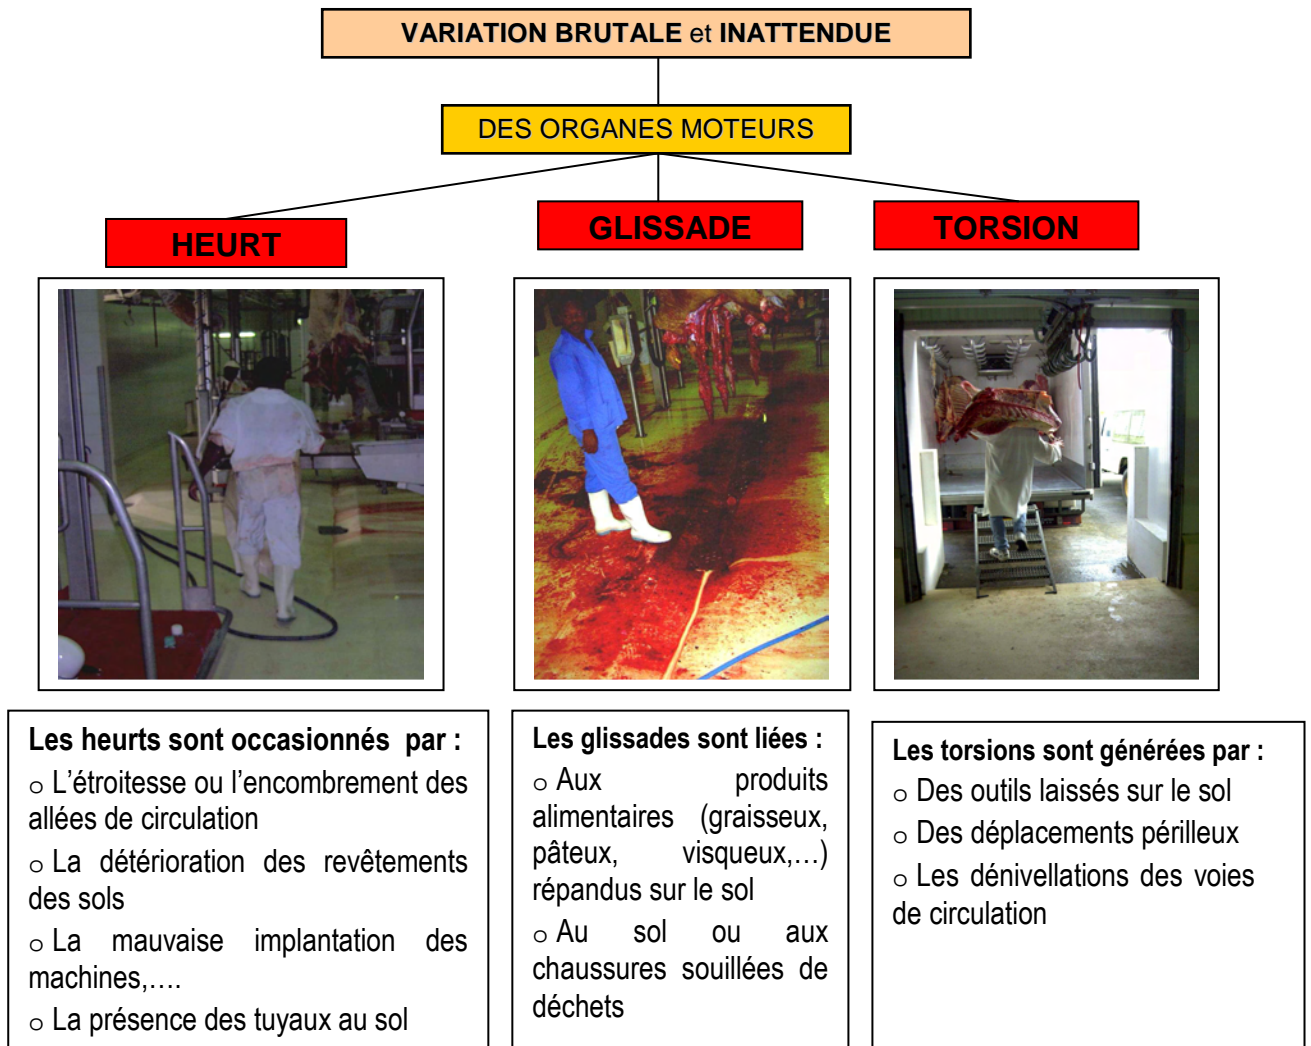 VARIATION BRUTALE et INATTENDUE
DES ORGANES MOTEURS
HEURT
GLISSADE
TORSION
Les heurts sont occasionnés par :
o L'étroitesse ou l'encombrement des
allées de circulation
o La détérioration des revêtements
des sols
o La mauvaise implantation des
machines,….
o La présence des tuyaux au sol
Les glissades sont liées :
o Aux produits
alimentaires (graisseux,
pâteux, visqueux,…)
répandus sur le sol
o Au sol ou aux
chaussures souillées de
déchets
Les torsions sont générées par :
o Des outils laissés sur le sol
o Des déplacements périlleux
o Les dénivellations des voies
de circulation